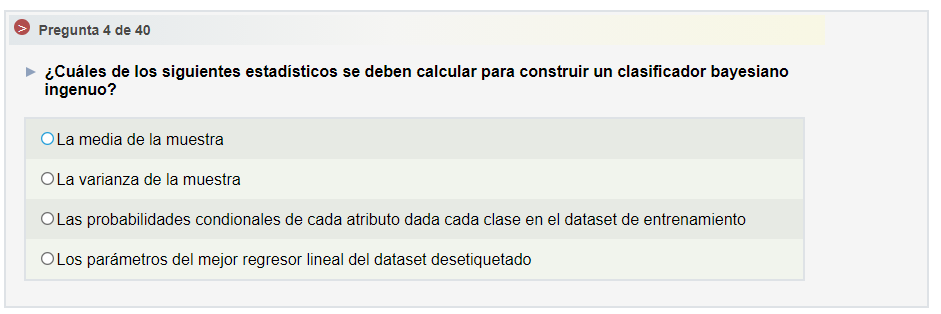 Pregunta 4 de 40
¿Cuáles de los siguientes estadísticos se deben calcular para construir un clasificador bayesiano
ingenuo?
La media de la muestra
La varianza de la muestra
Las probabilidades condionales de cada atributo dada cada clase en el dataset de entrenamiento
Los parámetros del mejor regresor lineal del dataset desetiquetado